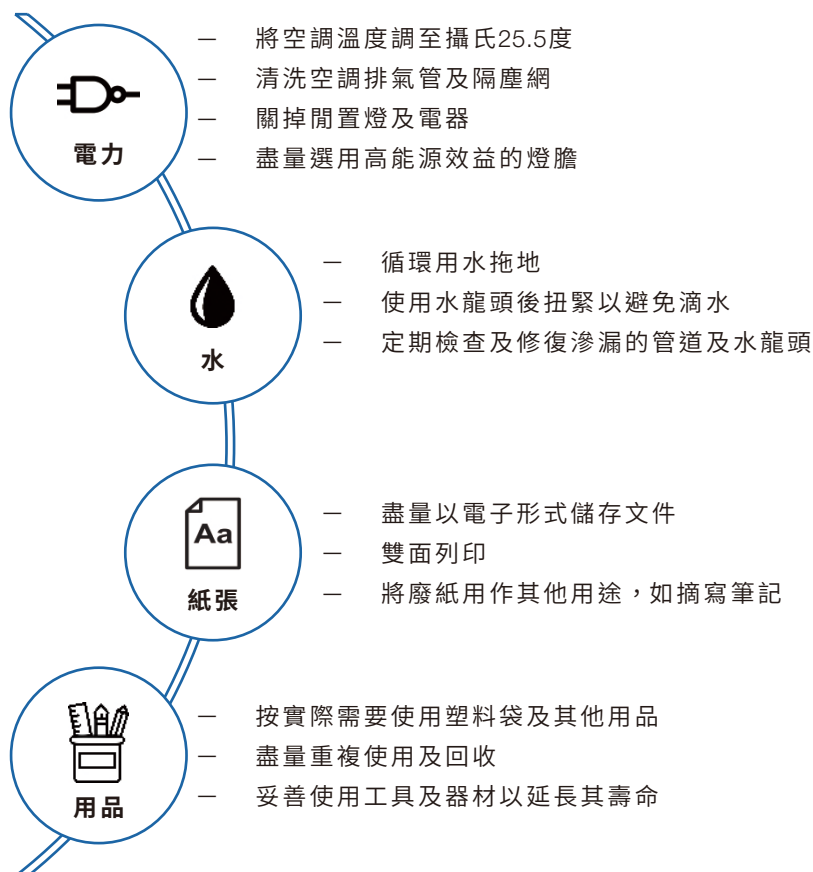 — 將空調溫度調至攝氏25.5度
— 清洗空調排氣管及隔塵網
— 關掉閒置燈及電器
— 盡量選用高能源效益的燈膽
電力
— 循環用水拖地
— 使用水龍頭後扭緊以避免滴水
— 定期檢查及修復滲漏的管道及水龍頭
水
— 盡量以電子形式儲存文件
— 雙面列印
— 將廢紙用作其他用途，如摘寫筆記
Aa
紙張
— 按實際需要使用塑料袋及其他用品
— 盡量重複使用及回收
— 妥善使用工具及器材以延長其壽命
用品